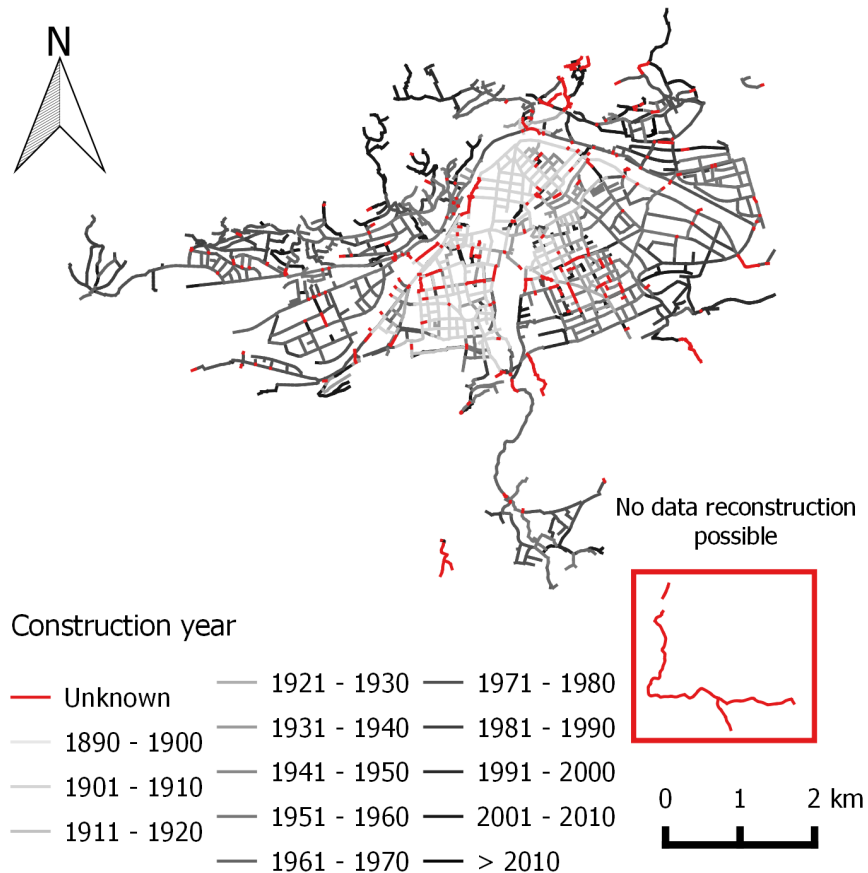 N
No data reconstruction
possible
Construction year
Unknown
1890 - 1900
1901 - 1910
1911 - 1920
1921 - 1930
1931 - 1940
1941 - 1950
1951 - 1960
1961 - 1970
1971 - 1980
1981 - 1990
1991 - 2000
2001 - 2010
> 2010
0 1 2 km